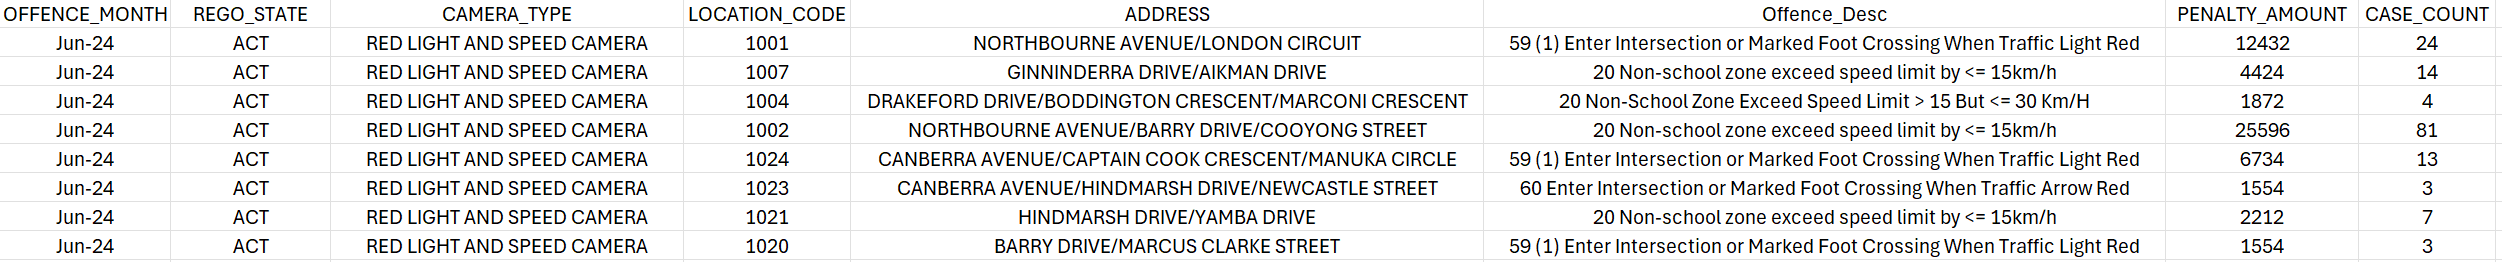 OFFENCE_MONTH REGO_STATE CAMERA_TYPE LOCATION_CODE ADDRESS Offence_Desc PENALTY_AMOUNT CASE_COUNT
Jun-24 ACT RED LIGHT AND SPEED CAMERA 1001 NORTHBOURNE AVENUE/LONDON CIRCUIT 59 (1) Enter Intersection or Marked Foot Crossing When Traffic Light Red 12432 24
Jun-24 ACT RED LIGHT AND SPEED CAMERA 1007 GINNINDERRA DRIVE/AIKMAN DRIVE 20 Non-school zone exceed speed limit by <= 15km/h 4424 14
Jun-24 ACT RED LIGHT AND SPEED CAMERA 1004 DRAKEFORD DRIVE/BODDINGTON CRESCENT/MARCONI CRESCENT 20 Non-School Zone Exceed Speed Limit > 15 But <= 30 Km/H 1872 4
Jun-24 ACT RED LIGHT AND SPEED CAMERA 1002 NORTHBOURNE AVENUE/BARRY DRIVE/COOYONG STREET 20 Non-school zone exceed speed limit by <= 15km/h 25596 81
Jun-24 ACT RED LIGHT AND SPEED CAMERA 1024 CANBERRA AVENUE/CAPTAIN COOK CRESCENT/MANUKA CIRCLE 59 (1) Enter Intersection or Marked Foot Crossing When Traffic Light Red 6734 13
Jun-24 ACT RED LIGHT AND SPEED CAMERA 1023 CANBERRA AVENUE/HINDMARSH DRIVE/NEWCASTLE STREET 60 Enter Intersection or Marked Foot Crossing When Traffic Arrow Red 1554 3
Jun-24 ACT RED LIGHT AND SPEED CAMERA 1021 HINDMARSH DRIVE/YAMBA DRIVE 20 Non-school zone exceed speed limit by <= 15km/h 2212 7
Jun-24 ACT RED LIGHT AND SPEED CAMERA 1020 BARRY DRIVE/MARCUS CLARKE STREET 59 (1) Enter Intersection or Marked Foot Crossing When Traffic Light Red 1554 3